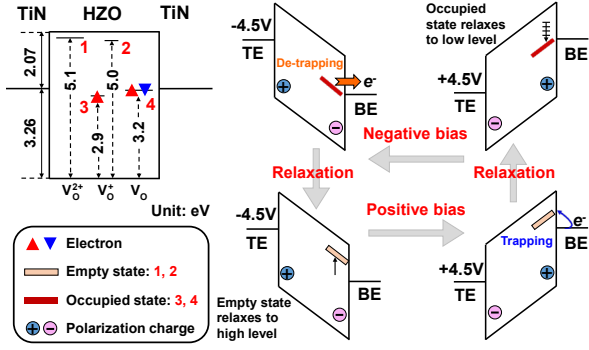 TiN HZO TiN
1 2
2.07
5.1
5.0
3 4
3.26
2.9
3.2
V_O^2+ V_O^+ V_O
Unit: eV
Electron
Empty state: 1, 2
Occupied state: 3, 4
+ - Polarization charge
-4.5V
TE
De-trapping
e-
BE
+
-
Occupied state relaxes
to low level
BE
+4.5V
TE
+
-
Negative bias
Relaxation
Relaxation
Positive bias
-4.5V
TE
BE
+
-
Empty state
relaxes to
high level
e-
BE
Trapping
+4.5V
TE
+
-